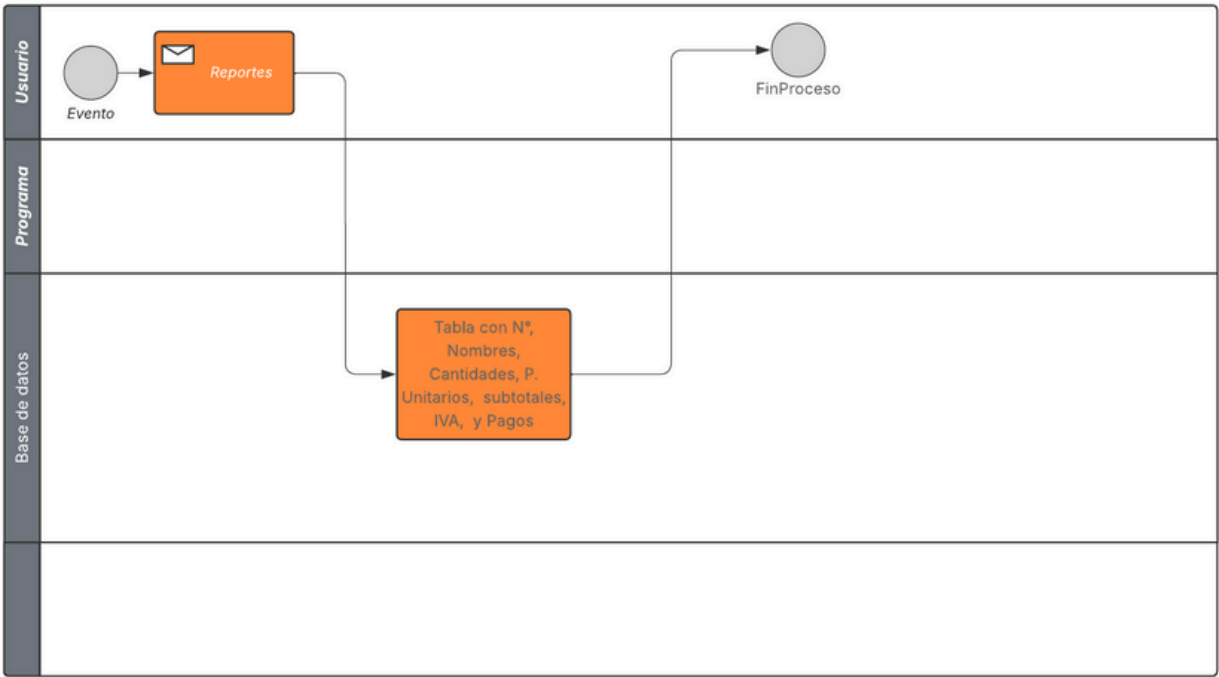 Usuario
Evento
Reportes
FinProceso
Programa
Base de datos
Tabla con N°,
Nombres,
Cantidades, P.
Unitarios, subtotales,
IVA, y Pagos